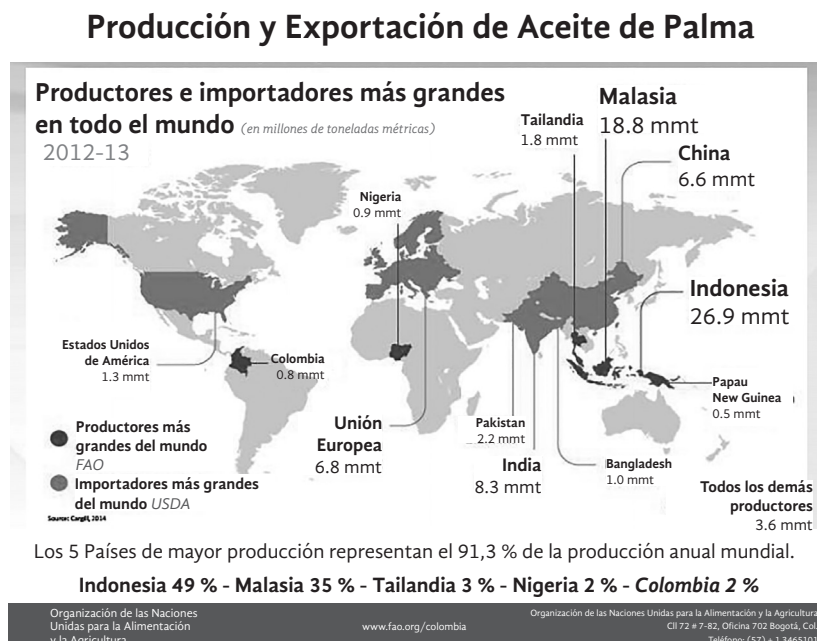 Producción y Exportación de Aceite de Palma
Productores e importadores más grandes
en todo el mundo (en millones de toneladas métricas)
2012-13
Malasia
18.8 mmt
Tailandia
1.8 mmt
China
6.6 mmt
Nigeria
0.9 mmt
Indonesia
26.9 mmt
Estados Unidos
de América
1.3 mmt
Colombia
0.8 mmt
Papau
New Guinea
0.5 mmt
Unión
Europea
6.8 mmt
Pakistan
2.2 mmt
India
8.3 mmt
Bangladesh
1.0 mmt
Todos los demás
productores
3.6 mmt
Productores más
grandes del mundo
FAO
Importadores más grandes
del mundo USDA
Source: Cargill, 2014
Los 5 Países de mayor producción representan el 91,3 % de la producción anual mundial.
Indonesia 49 % - Malasia 35 % - Tailandia 3 % - Nigeria 2 % - Colombia 2 %
Organización de las Naciones
Unidas para la Alimentación
y la Agricultura
www.fao.org/colombia
Organización de las Naciones Unidas para la Alimentación y la Agricultura
Cll 72 # 7-82, Oficina 702 Bogotá, Col.
Teléfono: (57) + 1 3465101